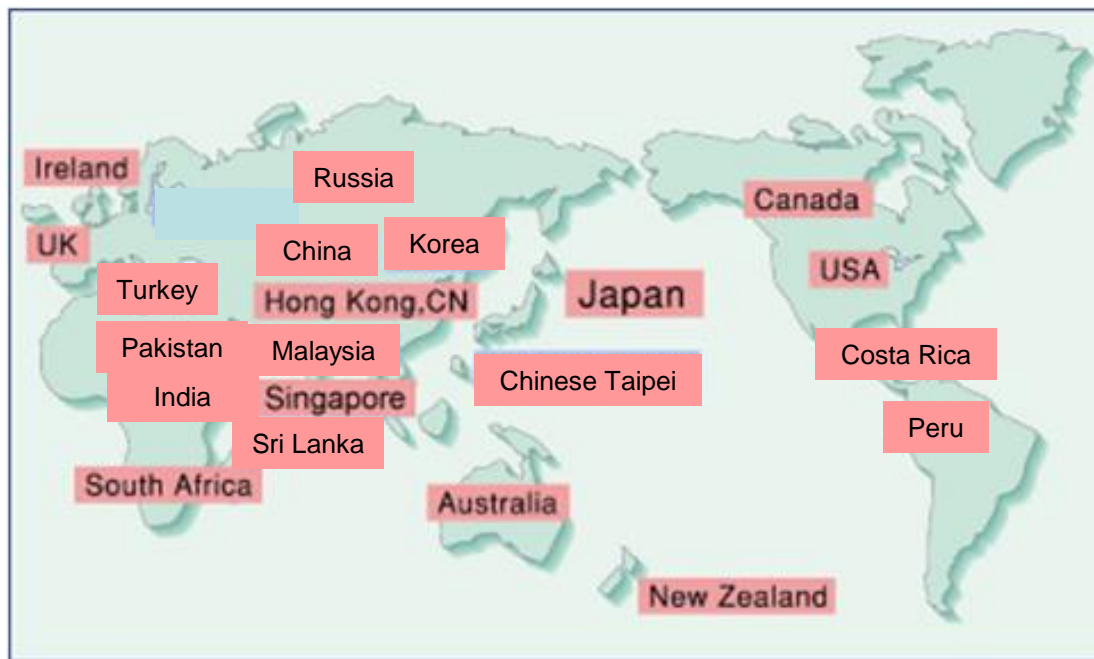 Ireland
Russia
Canada
UK
China
Korea
USA
Turkey
Hong Kong,CN
Japan
Pakistan
Malaysia
Costa Rica
India
Singapore
Chinese Taipei
Peru
Sri Lanka
South Africa
Australia
New Zealand